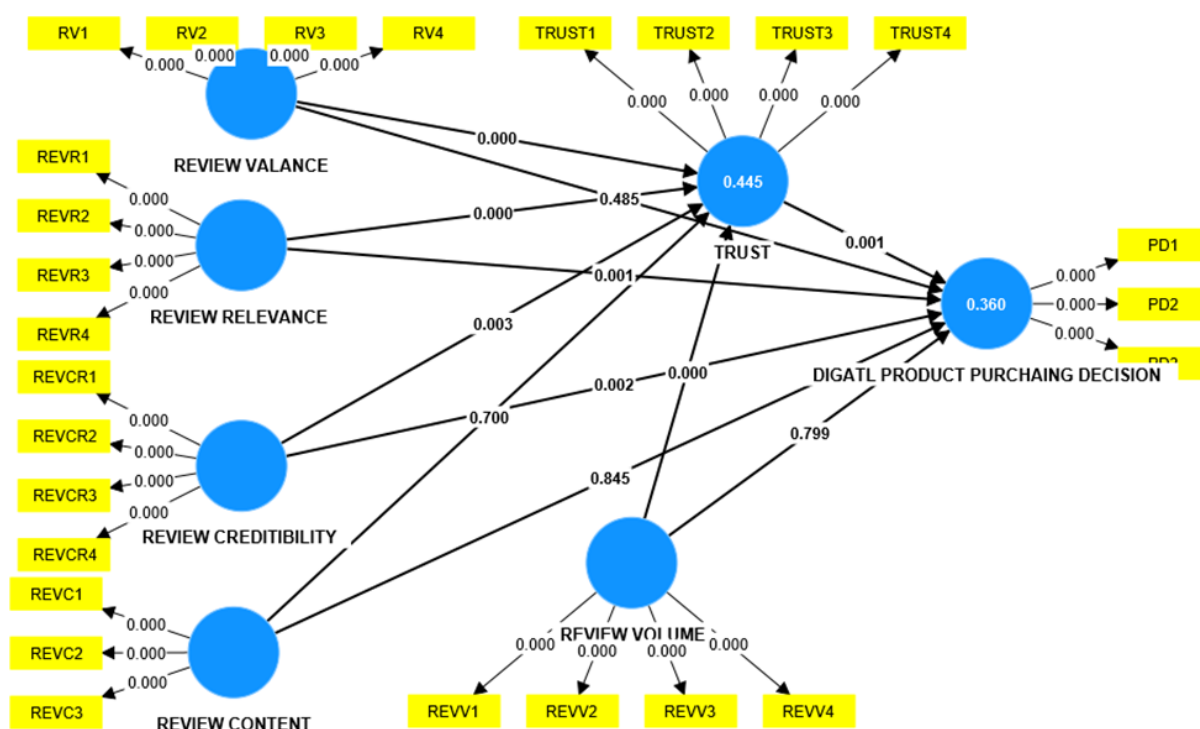 RV1
RV2
RV3
RV4
0.000
0.000
0.000
0.000
REVIEW VALANCE
TRUST1
TRUST2
TRUST3
TRUST4
0.000
0.000
0.000
0.000
0.445
TRUST
REVR1
REVR2
REVR3
REVR4
0.000
0.000
0.000
0.000
REVIEW RELEVANCE
0.000
0.485
0.000
0.001
0.001
0.003
0.002
0.000
0.700
0.845
0.799
PD1
PD2
0.000
0.000
0.000
0.360
DIGATL PRODUCT PURCHAING DECISION
REVCR1
REVCR2
REVCR3
REVCR4
0.000
0.000
0.000
0.000
REVIEW CREDITIBILITY
REVC1
REVC2
REVC3
0.000
0.000
0.000
REVIEW CONTENT
REVIEW VOLUME
0.000
0.000
0.000
0.000
REVV1
REVV2
REVV3
REVV4